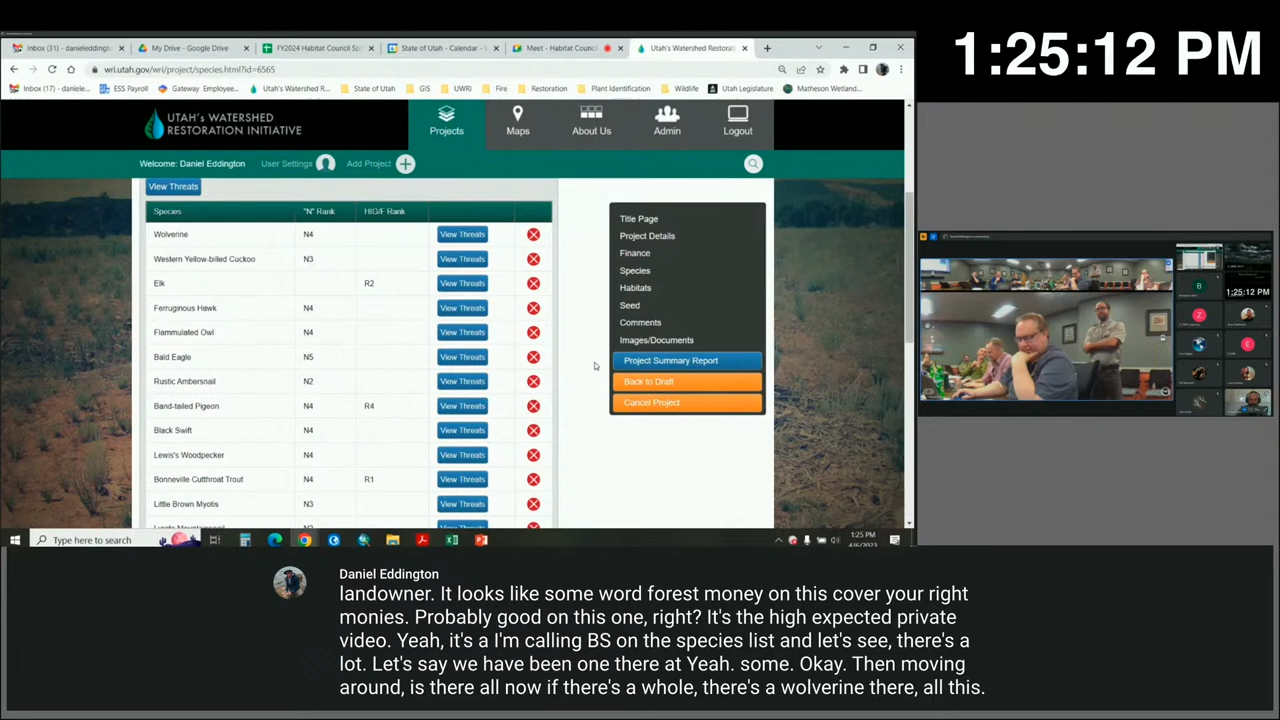 1:25:12 PM
Inbox (31) - danieleddingto
My Drive - Google Drive
FY2024 Habitat Council Sp
State of Utah - Calendar -
Meet - Habitat Counci
Utah's Watershed Restorati
wri.utah.gov/wri/project/species.html?id=6565
Inbox (17) - daniele...
ESS Payroll
Gateway Employee...
Utah's Watershed R...
State of Utah
GIS
UWRI
Fire
Restoration
Plant Identification
Wildlife
Utah Legislature
Matheson Wetland...
UTAH's WATERSHED
RESTORATION INITIATIVE
Projects
Maps
About Us
Admin
Logout
Welcome: Daniel Eddington
User Settings
Add Project
View Threats
Species "N" Rank HIG/F Rank
Wolverine N4 View Threats
Western Yellow-billed Cuckoo N3 View Threats
Elk R2 View Threats
Ferruginous Hawk N4 View Threats
Flammulated Owl N4 View Threats
Bald Eagle N5 View Threats
Rustic Ambersnail N2 View Threats
Band-tailed Pigeon N4 R4 View Threats
Black Swift N4 View Threats
Lewis's Woodpecker N4 View Threats
Bonneville Cutthroat Trout N4 R1 View Threats
Little Brown Myotis N3 View Threats
View Threats
Title Page
Project Details
Finance
Species
Habitats
Seed
Comments
Images/Documents
Project Summary Report
Back to Draft
Cancel Project
1:25:12 PM
Type here to search
1:25 PM
4/6/2023
Daniel Eddington
landowner. It looks like some word forest money on this cover your right
monies. Probably good on this one, right? It's the high expected private
video. Yeah, it's a I'm calling BS on the species list and let's see, there's a
lot. Let's say we have been one there at Yeah. some. Okay. Then moving
around, is there all now if there's a whole, there's a wolverine there, all this.